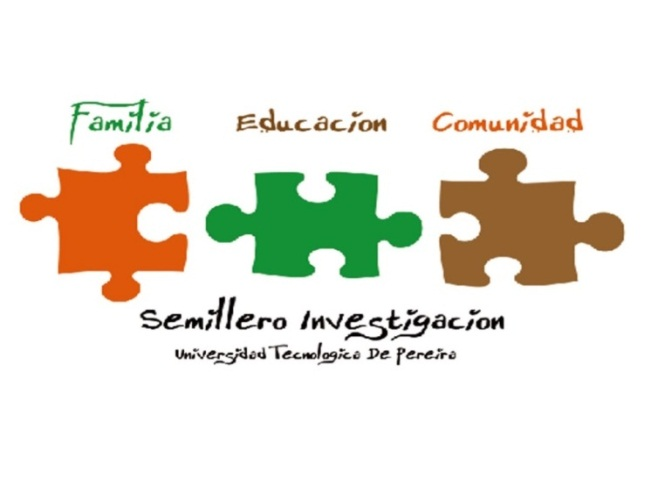 Familia Educacion Comunidad
Semillero Investigacion
Universidad Tecnologica De Pereira